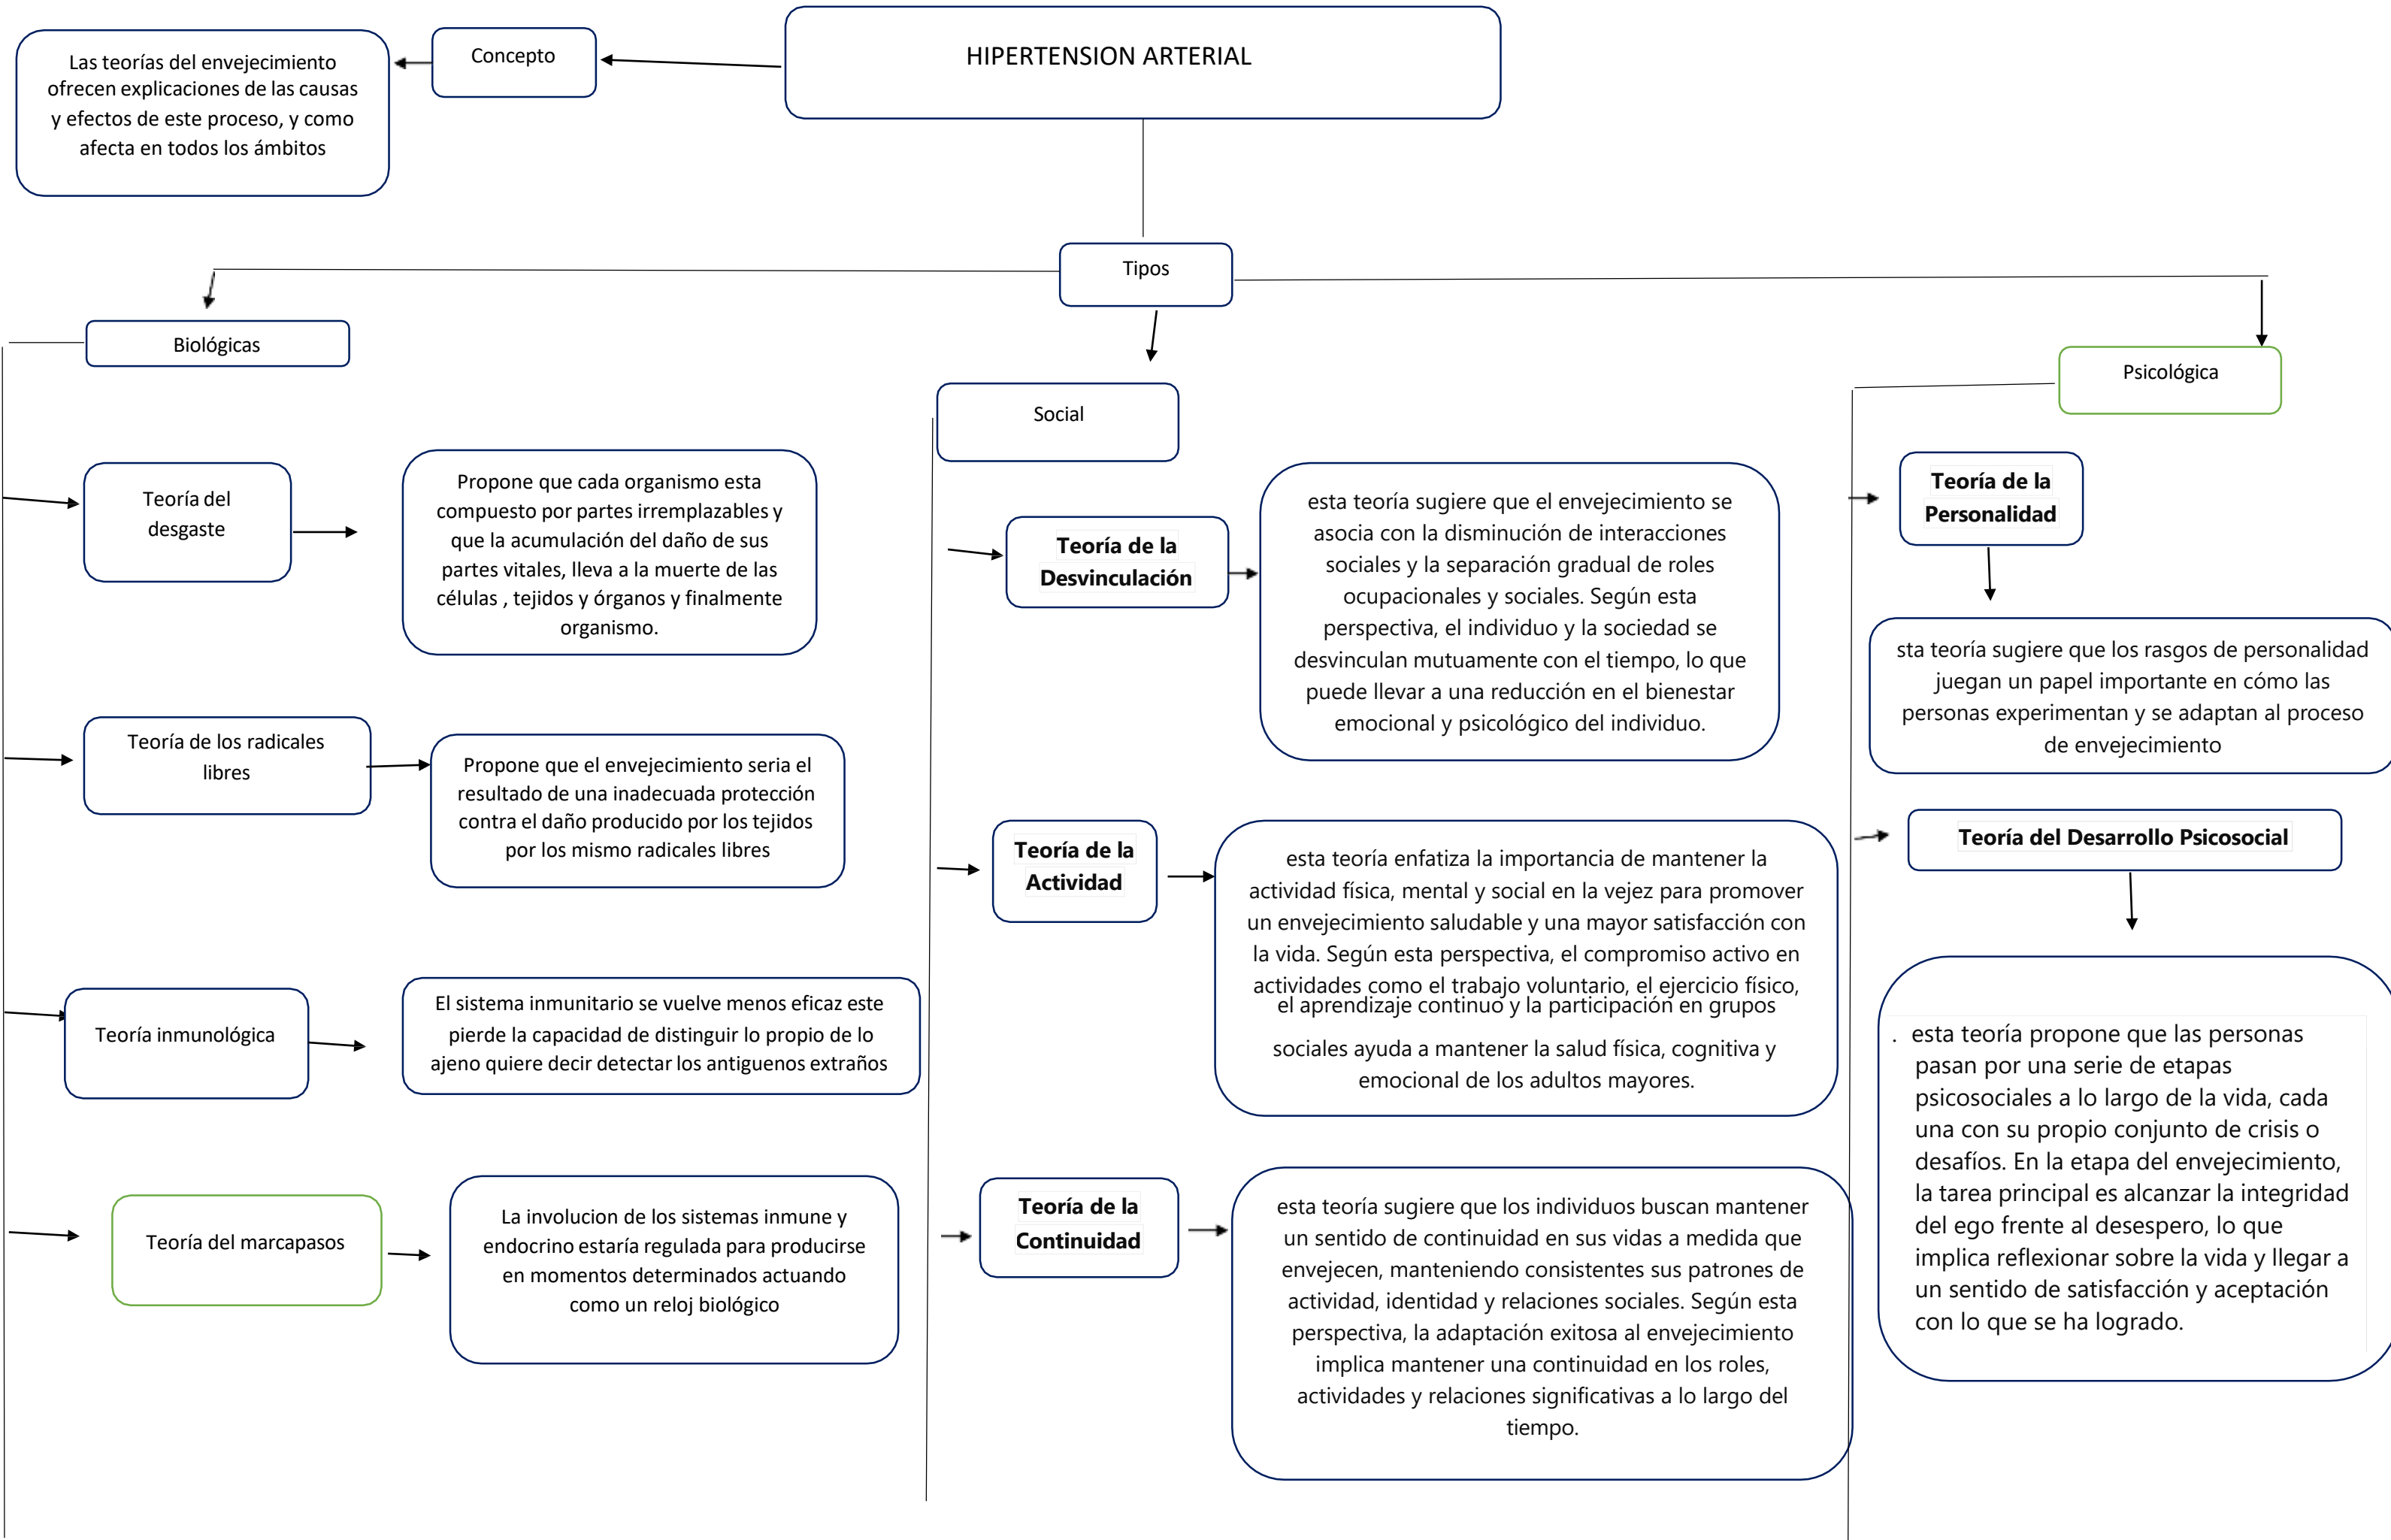 HIPERTENSION ARTERIAL
Concepto
Las teorías del envejecimiento
ofrecen explicaciones de las causas
y efectos de este proceso, y como
afecta en todos los ámbitos
Tipos
Biológicas
Teoría del
desgaste
Propone que cada organismo esta
compuesto por partes irremplazables y
que la acumulación del daño de sus
partes vitales, lleva a la muerte de las
células , tejidos y órganos y finalmente
organismo.
Teoría de los radicales
libres
Propone que el envejecimiento seria el
resultado de una inadecuada protección
contra el daño producido por los tejidos
por los mismo radicales libres
Teoría inmunológica
El sistema inmunitario se vuelve menos eficaz este
pierde la capacidad de distinguir lo propio de lo
ajeno quiere decir detectar los antiguenos extraños
Teoría del marcapasos
La involucion de los sistemas inmune y
endocrino estaría regulada para producirse
en momentos determinados actuando
como un reloj biológico
Social
Teoría de la
Desvinculación
esta teoría sugiere que el envejecimiento se
asocia con la disminución de interacciones
sociales y la separación gradual de roles
ocupacionales y sociales. Según esta
perspectiva, el individuo y la sociedad se
desvinculan mutuamente con el tiempo, lo que
puede llevar a una reducción en el bienestar
emocional y psicológico del individuo.
Teoría de la
Actividad
esta teoría enfatiza la importancia de mantener la
actividad física, mental y social en la vejez para promover
un envejecimiento saludable y una mayor satisfacción con
la vida. Según esta perspectiva, el compromiso activo en
actividades como el trabajo voluntario, el ejercicio físico,
el aprendizaje continuo y la participación en grupos
sociales ayuda a mantener la salud física, cognitiva y
emocional de los adultos mayores.
Teoría de la
Continuidad
esta teoría sugiere que los individuos buscan mantener
un sentido de continuidad en sus vidas a medida que
envejecen, manteniendo consistentes sus patrones de
actividad, identidad y relaciones sociales. Según esta
perspectiva, la adaptación exitosa al envejecimiento
implica mantener una continuidad en los roles,
actividades y relaciones significativas a lo largo del
tiempo.
Psicológica
Teoría de la
Personalidad
sta teoría sugiere que los rasgos de personalidad
juegan un papel importante en cómo las
personas experimentan y se adaptan al proceso
de envejecimiento
Teoría del Desarrollo Psicosocial
. esta teoría propone que las personas
pasan por una serie de etapas
psicosociales a lo largo de la vida, cada
una con su propio conjunto de crisis o
desafíos. En la etapa del envejecimiento,
la tarea principal es alcanzar la integridad
del ego frente al desespero, lo que
implica reflexionar sobre la vida y llegar a
un sentido de satisfacción y aceptación
con lo que se ha logrado.